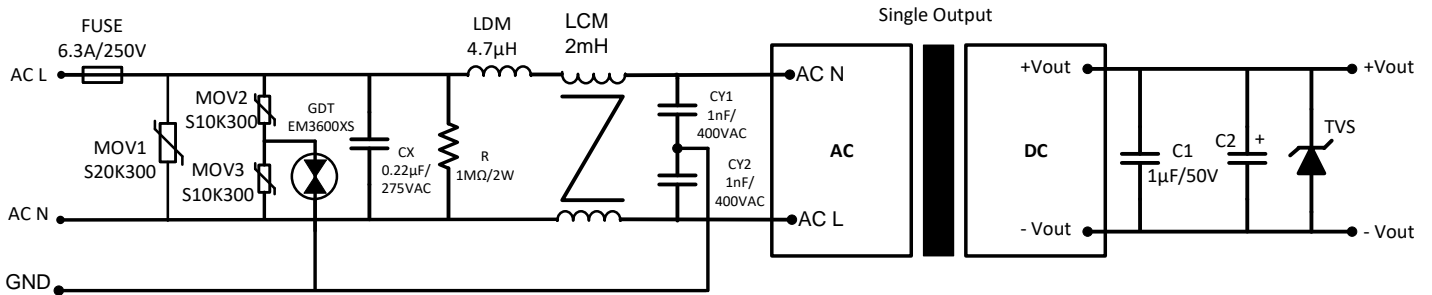 Single Output
FUSE
6.3A/250V
LDM
4.7µH
LCM
2mH
AC L
AC N
GND
MOV1
S20K300
MOV2
S10K300
MOV3
S10K300
GDT
EM3600XS
CX
0.22µF/
275VAC
R
1MΩ/2W
CY1
1nF/
400VAC
CY2
1nF/
400VAC
AC N
AC
AC L
+Vout
DC
- Vout
C1
1µF/50V
C2
+
TVS
+Vout
- Vout